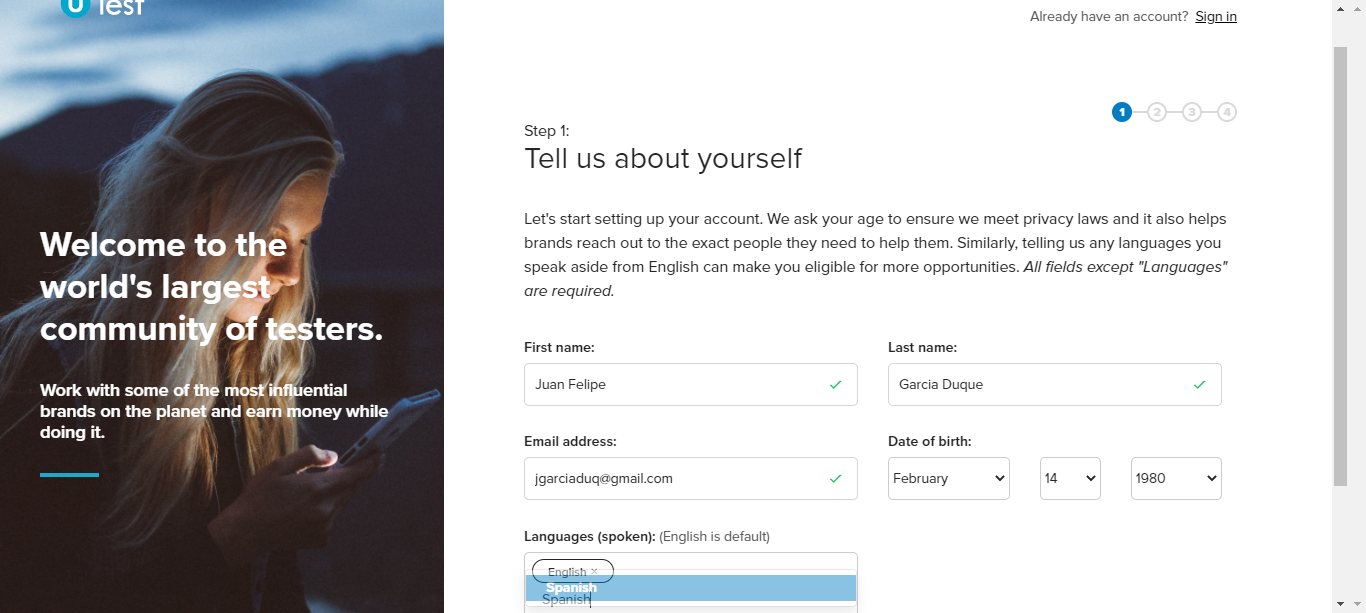 U Test
Already have an account? Sign in
1 2 3 4
Step 1:
Tell us about yourself
Let's start setting up your account. We ask your age to ensure we meet privacy laws and it also helps
brands reach out to the exact people they need to help them. Similarly, telling us any languages you
speak aside from English can make you eligible for more opportunities. All fields except "Languages"
are required.
Welcome to the
world's largest
community of testers.
Work with some of the most influential
brands on the planet and earn money while
doing it.
First name:
Last name:
Juan Felipe
Garcia Duque
Email address:
Date of birth:
jgarciaduq@gmail.com
February
14
1980
Languages (spoken): (English is default)
English ×
Spanish
Spanish